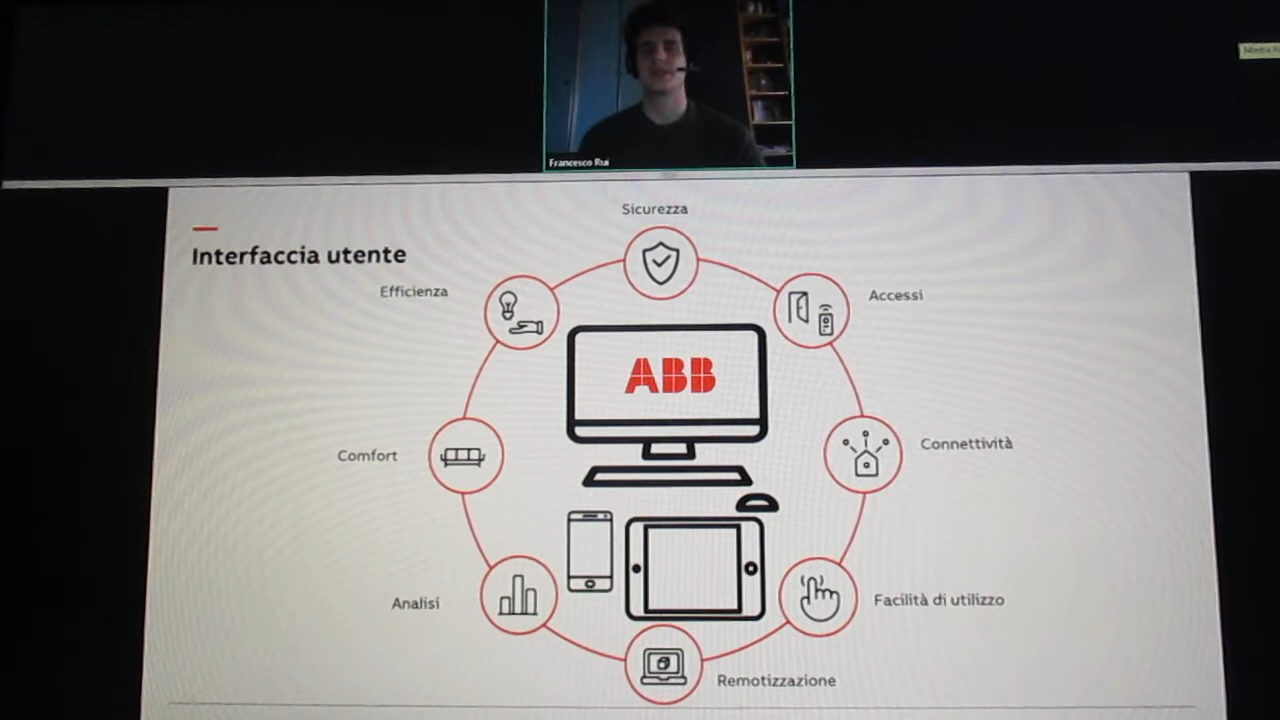 Francesco Rui
Interfaccia utente
Sicurezza
Efficienza
Accessi
ABB
Comfort
Connettività
Analisi
Facilità di utilizzo
Remotizzazione